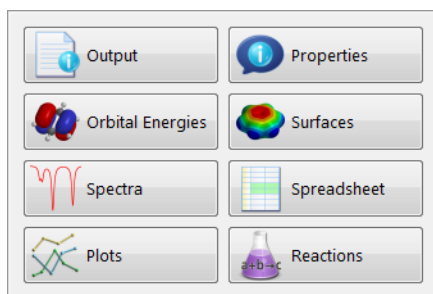 Output
Properties
Orbital Energies
Surfaces
Spectra
Spreadsheet
Plots
a+b→c
Reactions